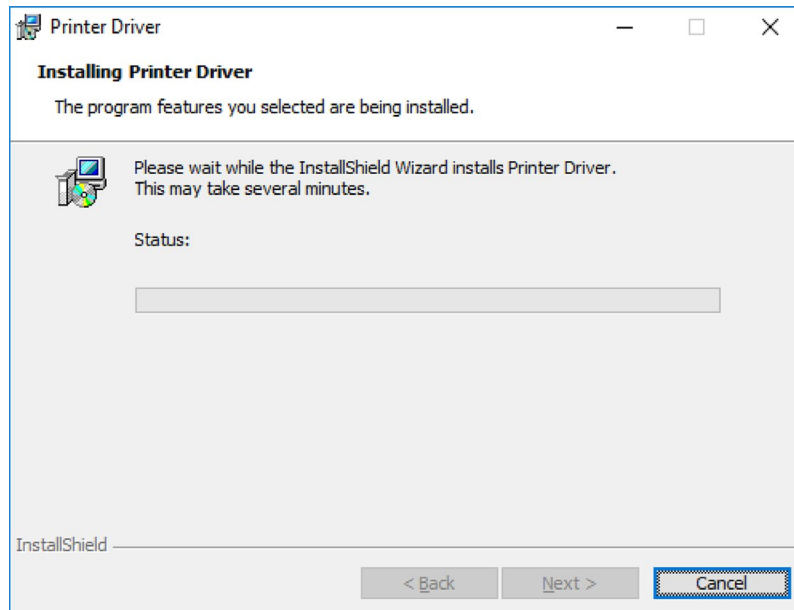 Printer Driver
Installing Printer Driver
The program features you selected are being installed.
Please wait while the InstallShield Wizard installs Printer Driver.
This may take several minutes.
Status:
InstallShield
< Back
Next >
Cancel